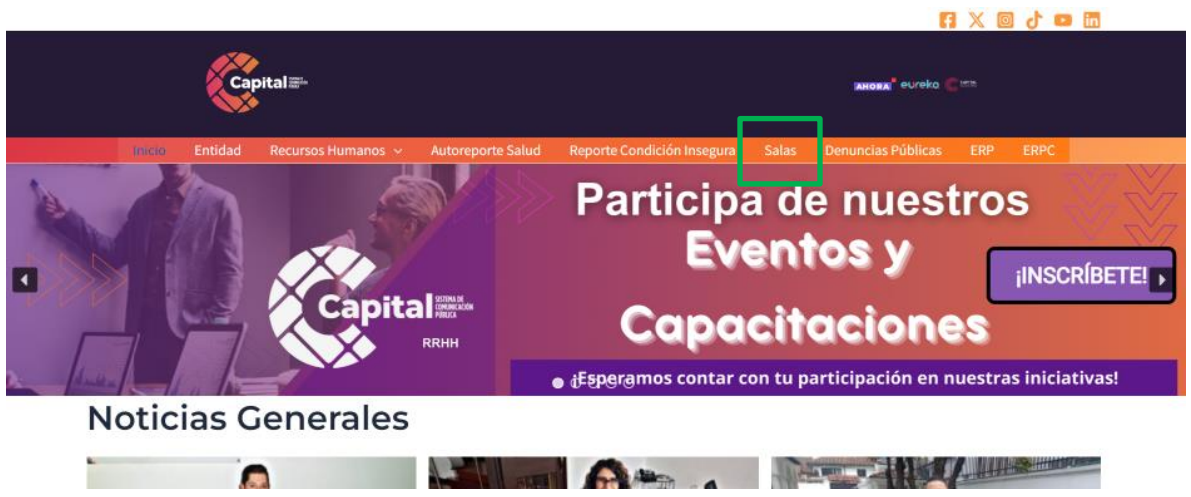 Capital
AHORA eureka
Inicio Entidad Recursos Humanos Autoreporte Salud Reporte Condición Insegura Salas Denuncias Públicas ERP ERPC
Participa de nuestros
Eventos y
Capacitaciones
¡INSCRÍBETE!
Capital SISTEMA DE COMUNICACIÓN PÚBLICA
RRHH
¡Esperamos contar con tu participación en nuestras iniciativas!
Noticias Generales